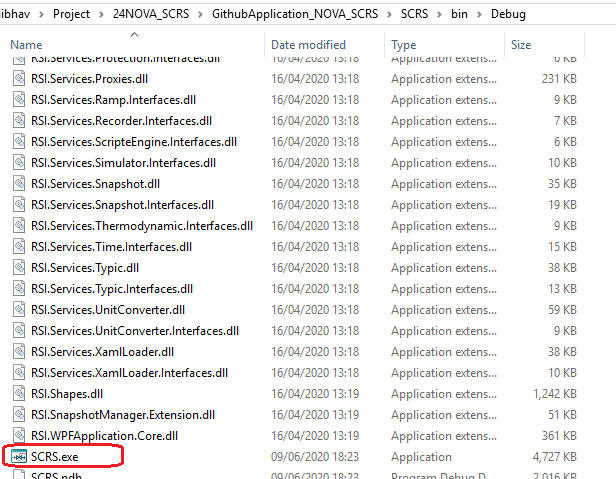 aibhav > Project > 24NOVA_SCRS > GithubApplication_NOVA_SCRS > SCRS > bin > Debug
Name Date modified Type Size
RSI.Services.Protection.Interfaces.dll 16/04/2020 13:18 Application extens... 6 KB
RSI.Services.Proxies.dll 16/04/2020 13:18 Application extens... 231 KB
RSI.Services.Ramp.Interfaces.dll 16/04/2020 13:18 Application extens... 9 KB
RSI.Services.Recorder.Interfaces.dll 16/04/2020 13:18 Application extens... 7 KB
RSI.Services.ScripteEngine.Interfaces.dll 16/04/2020 13:18 Application extens... 6 KB
RSI.Services.Simulator.Interfaces.dll 16/04/2020 13:18 Application extens... 10 KB
RSI.Services.Snapshot.dll 16/04/2020 13:18 Application extens... 35 KB
RSI.Services.Snapshot.Interfaces.dll 16/04/2020 13:18 Application extens... 19 KB
RSI.Services.Thermodynamic.Interfaces.dll 16/04/2020 13:18 Application extens... 9 KB
RSI.Services.Time.Interfaces.dll 16/04/2020 13:18 Application extens... 15 KB
RSI.Services.Typic.dll 16/04/2020 13:18 Application extens... 38 KB
RSI.Services.Typic.Interfaces.dll 16/04/2020 13:18 Application extens... 13 KB
RSI.Services.UnitConverter.dll 16/04/2020 13:18 Application extens... 59 KB
RSI.Services.UnitConverter.Interfaces.dll 16/04/2020 13:18 Application extens... 9 KB
RSI.Services.XamlLoader.dll 16/04/2020 13:18 Application extens... 38 KB
RSI.Services.XamlLoader.Interfaces.dll 16/04/2020 13:18 Application extens... 10 KB
RSI.Shapes.dll 16/04/2020 13:19 Application extens... 1,242 KB
RSI.SnapshotManager.Extension.dll 16/04/2020 13:19 Application extens... 51 KB
RSI.WPFApplication.Core.dll 16/04/2020 13:19 Application extens... 361 KB
SCRS.exe 09/06/2020 18:23 Application 4,727 KB
SCRS.pdb 09/06/2020 18:23 Program Debug D... 2,016 KB